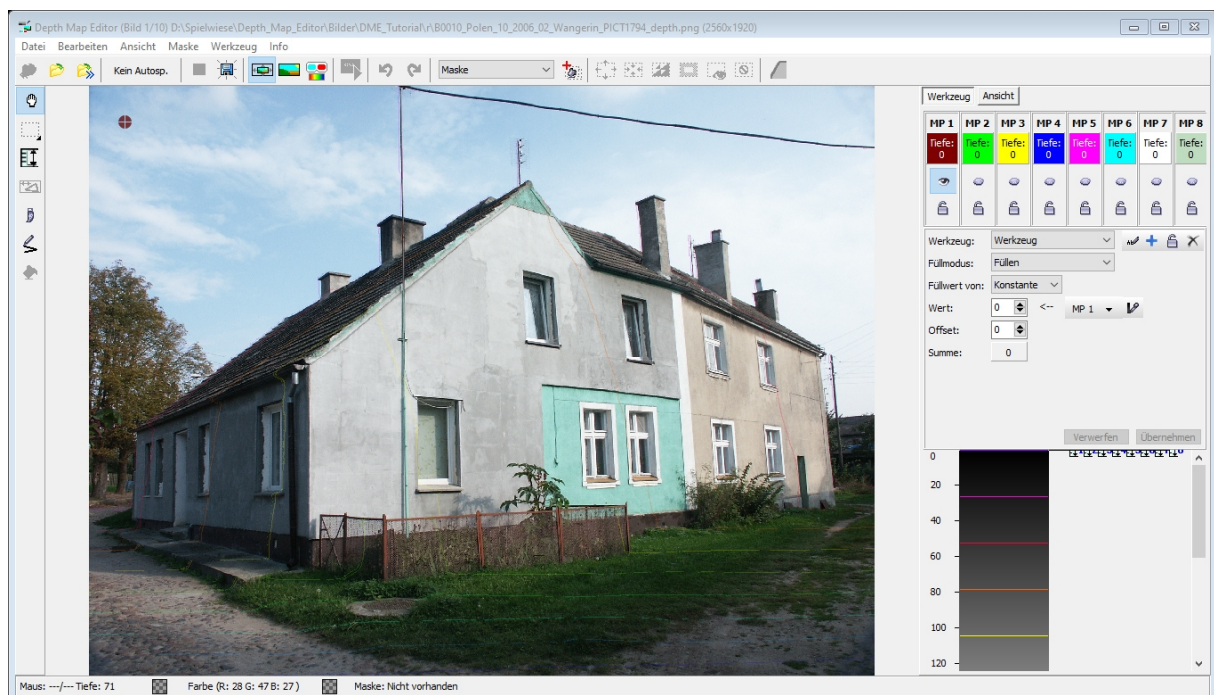 Depth Map Editor (Bild 1/10) D:\Spielwiese\Depth_Map_Editor\Bilder\DME_Tutorial\r\B0010_Polen_10_2006_02_Wangerin_PICT1794_depth.png (2560x1920)
Datei Bearbeiten Ansicht Maske Werkzeug Info
Kein Autosp. Maske
Werkzeug Ansicht
MP 1 MP 2 MP 3 MP 4 MP 5 MP 6 MP 7 MP 8
Tiefe: Tiefe: Tiefe: Tiefe: Tiefe: Tiefe: Tiefe: Tiefe:
0 0 0 0 0 0 0 0
Werkzeug: Werkzeug
Füllmodus: Füllen
Füllwert von: Konstante
Wert: 0 <-- MP 1
Offset: 0
Summe: 0
Verwerfen Übernehmen
0
20
40
60
80
100
120
Maus: ---/--- Tiefe: 71 Farbe (R: 28 G: 47 B: 27 ) Maske: Nicht vorhanden